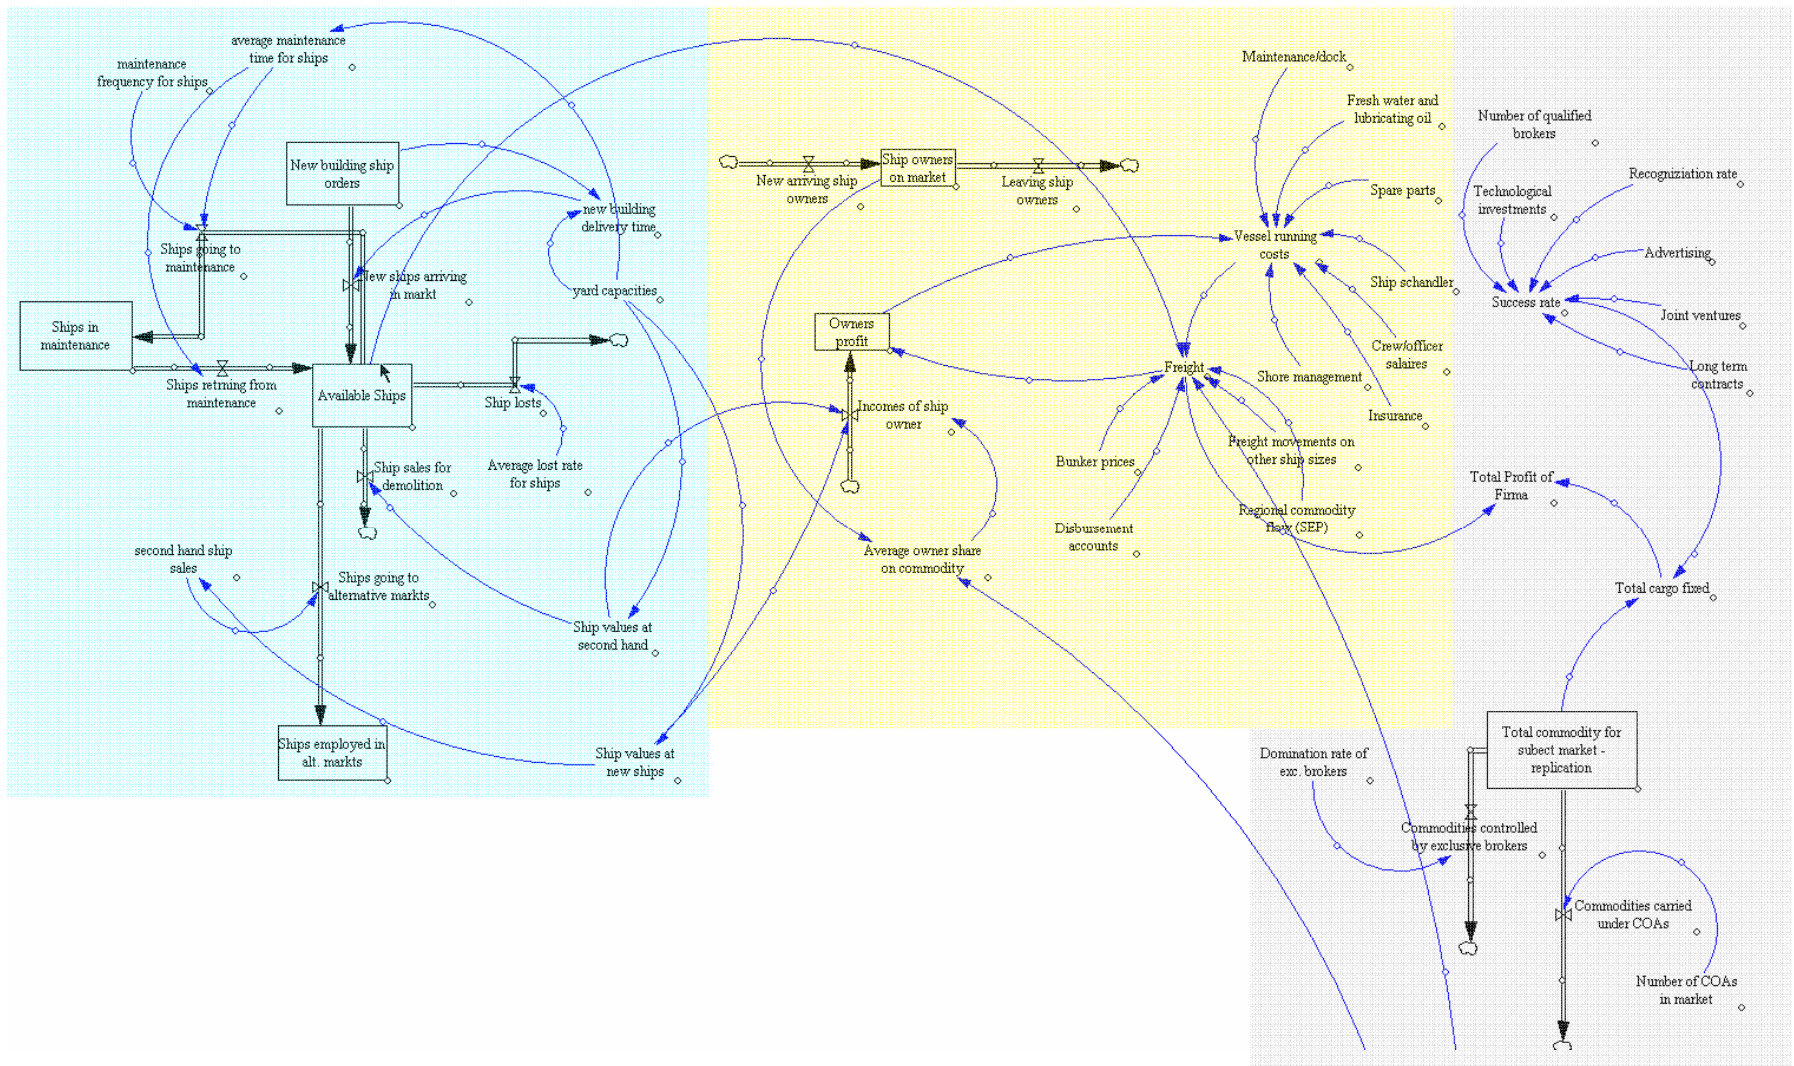 average maintenance
time for ships
maintenance
frequency for ships
New building ship
orders
new building
delivery time
Ships going to
maintenance
New ships arriving
in markt
yard capacities
Ships in
maintenance
Ships retrning from
maintenance
Available Ships
Ship losts
Ship sales for
demolition
Average lost rate
for ships
second hand ship
sales
Ships going to
alternative markts
Ship values at
second hand
Ships employed in
alt. markts
Ship values at
new ships
New arriving ship
owners
Ship owners
on market
Leaving ship
owners
Owners
profit
Incomes of ship
owner
Average owner share
on commodity
Maintenance/dock
Fresh water and
lubricating oil
Spare parts
Vessel running
costs
Ship schandler
Crew/officer
salaires
Shore management
Insurance
Freight
Freight movements on
other ship sizes
Bunker prices
Regional commodity
flow (SEP)
Disbursement
accounts
Number of qualified
brokers
Recogniziation rate
Technological
investments
Advertising
Success rate
Joint ventures
Long term
contracts
Total Profit of
Firma
Total cargo fixed
Total commodity for
subect market -
replication
Domination rate of
exc. brokers
Commodities controlled
by exclusive brokers
Commodities carried
under COAs
Number of COAs
in market